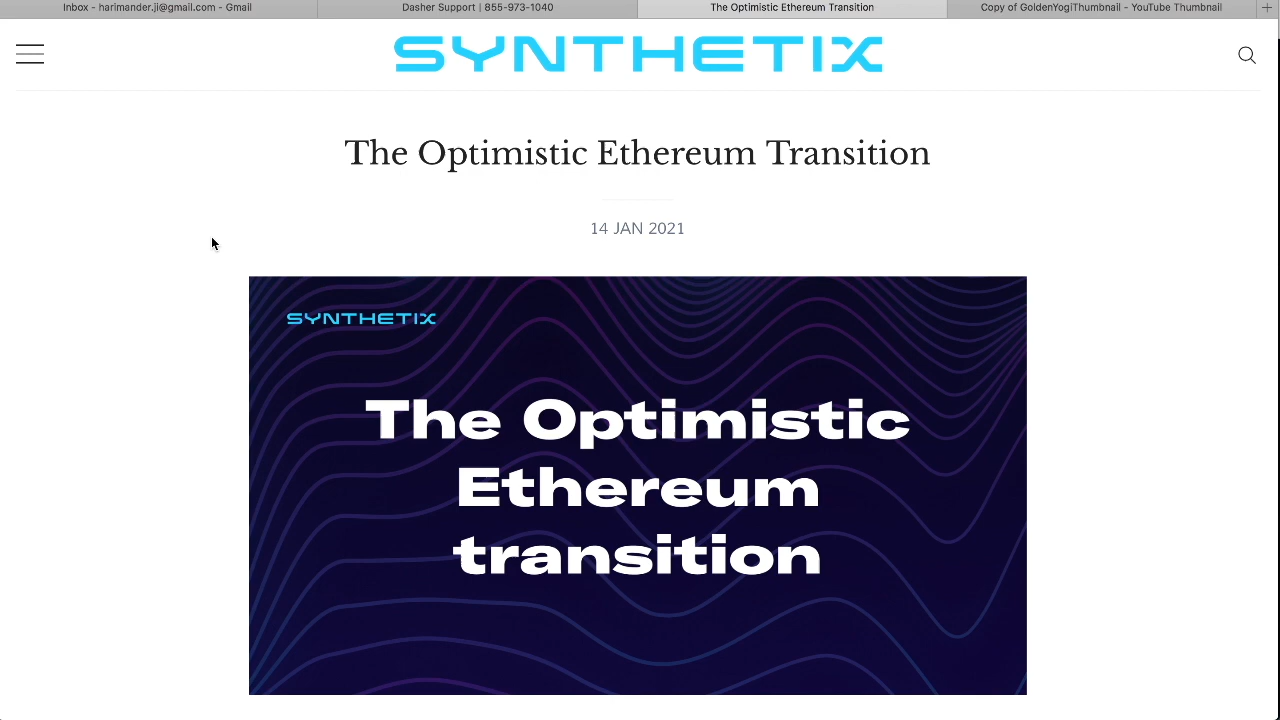 Inbox - harimander.ji@gmail.com - Gmail
Dasher Support | 855-973-1040
The Optimistic Ethereum Transition
Copy of GoldenYogiThumbnail - YouTube Thumbnail
SYNTHETIX
The Optimistic Ethereum Transition
14 JAN 2021
SYNTHETIX
The Optimistic
Ethereum
transition